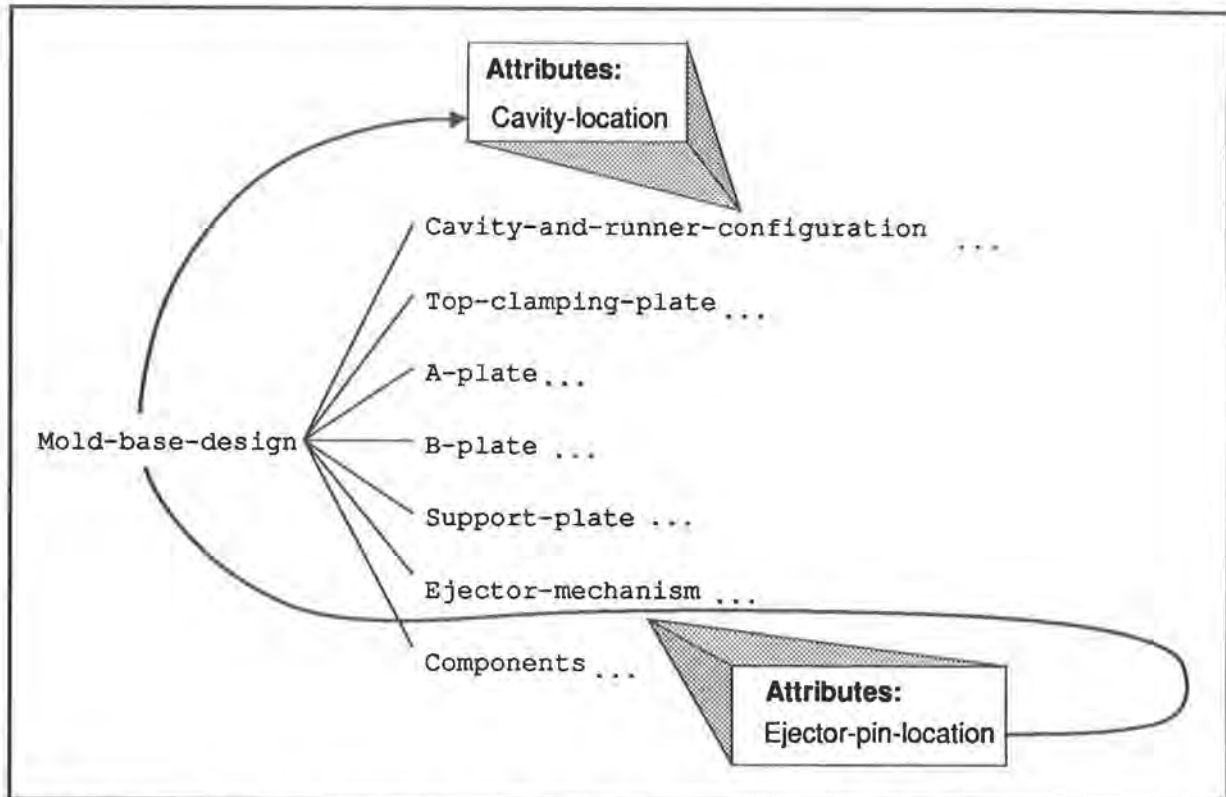 Attributes:
Cavity-location
Cavity-and-runner-configuration ...
Top-clamping-plate ...
A-plate ...
Mold-base-design
B-plate ...
Support-plate ...
Ejector-mechanism ...
Components ...
Attributes:
Ejector-pin-location